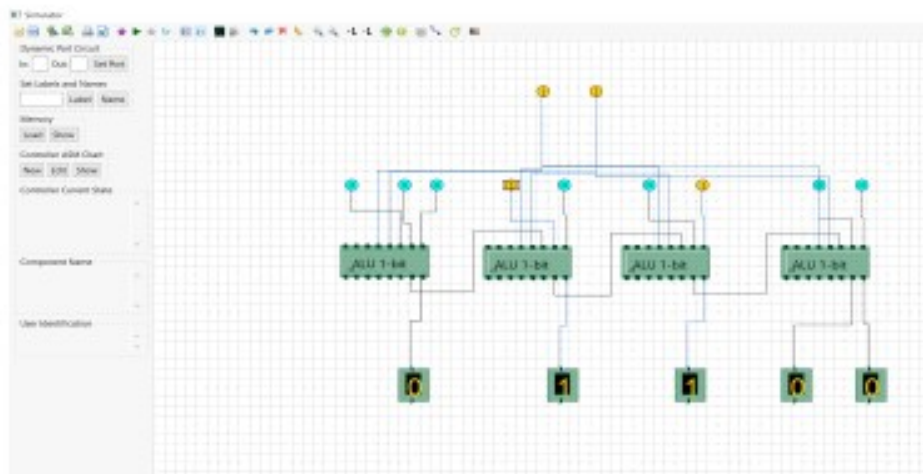 Simulator
Dynamic Port Circuit
In: Out: Set Port
Set Labels and Names
Label Name
Memory
Load Show
Controller ASM Chart
New Edit Show
Controller Current State
Component Name
User Identification
ALU 1-bit ALU 1-bit ALU 1-bit ALU 1-bit
0 1 1 0 0